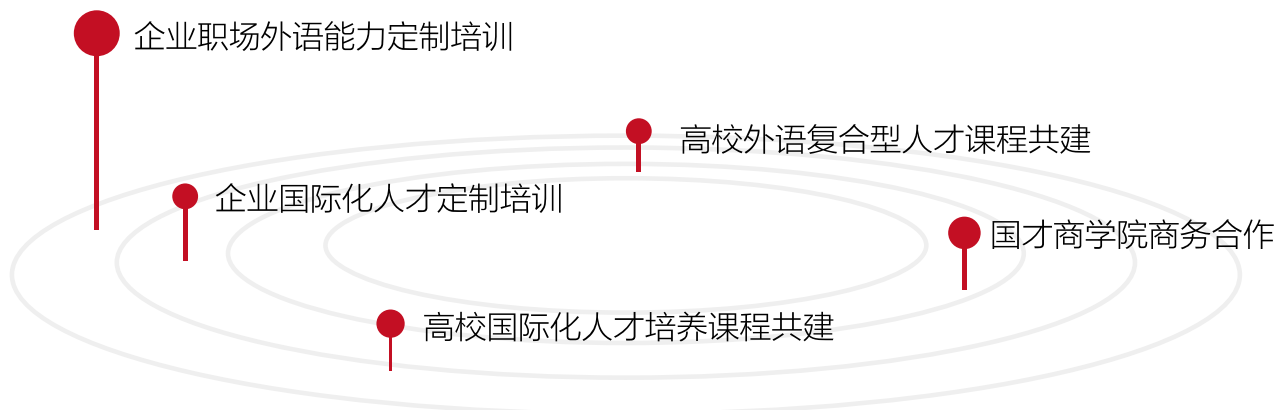 企业职场外语能力定制培训
高校外语复合型人才课程共建
企业国际化人才定制培训
国才商学院商务合作
高校国际化人才培养课程共建